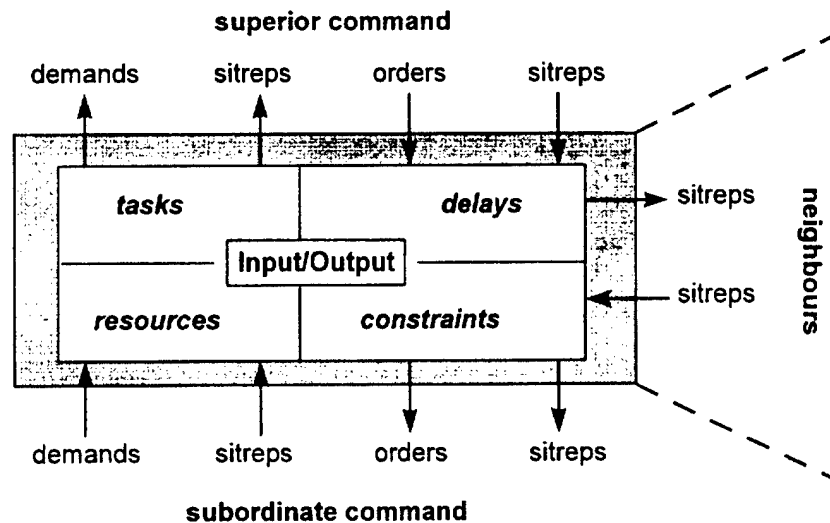 superior command
demands sitreps orders sitreps
tasks delays
sitreps
Input/Output
neighbours
sitreps
resources constraints
demands sitreps orders sitreps
subordinate command